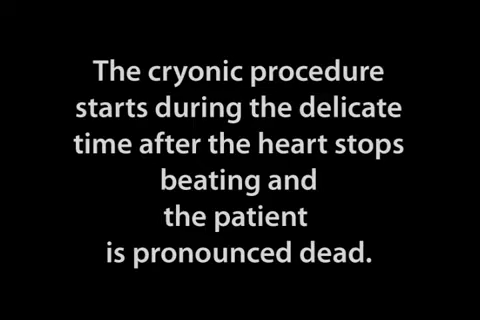 The cryonic procedure
starts during the delicate
time after the heart stops
beating and
the patient
is pronounced dead.